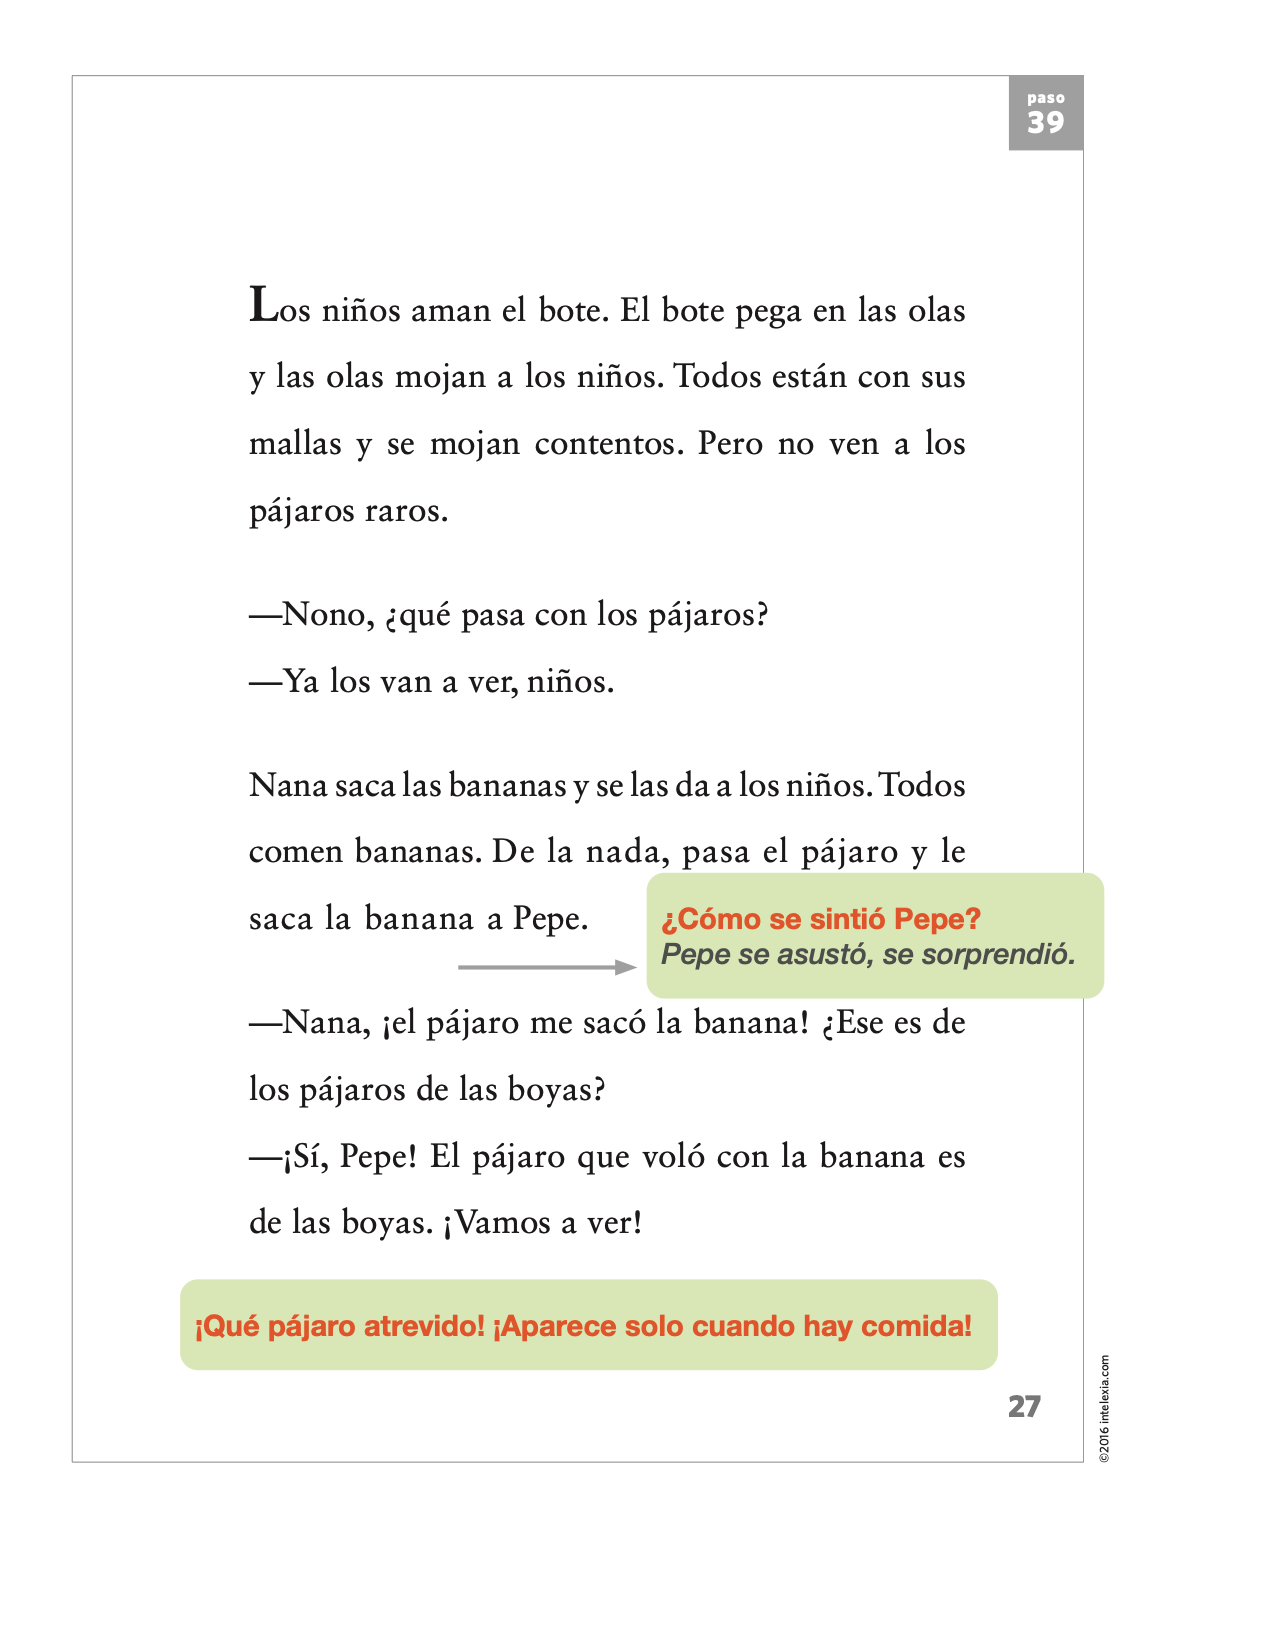 paso
39
Los niños aman el bote. El bote pega en las olas
y las olas mojan a los niños. Todos están con sus
mallas y se mojan contentos. Pero no ven a los
pájaros raros.
—Nono, ¿qué pasa con los pájaros?
—Ya los van a ver, niños.
Nana saca las bananas y se las da a los niños. Todos
comen bananas. De la nada, pasa el pájaro y le
saca la banana a Pepe.
¿Cómo se sintió Pepe?
Pepe se asustó, se sorprendió.
—Nana, ¡el pájaro me sacó la banana! ¿Ese es de
los pájaros de las boyas?
—¡Sí, Pepe! El pájaro que voló con la banana es
de las boyas. ¡Vamos a ver!
¡Qué pájaro atrevido! ¡Aparece solo cuando hay comida!
27
©2016 intelexia.com